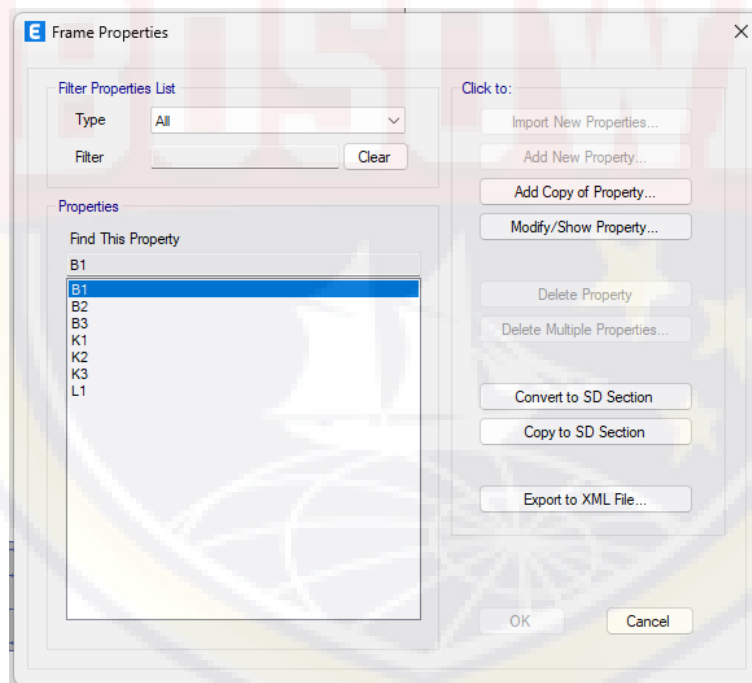 Frame Properties
Filter Properties List
Type
All
Filter
Clear
Properties
Find This Property
B1
B1
B2
B3
K1
K2
K3
L1
Click to:
Import New Properties...
Add New Property...
Add Copy of Property...
Modify/Show Property...
Delete Property
Delete Multiple Properties...
Convert to SD Section
Copy to SD Section
Export to XML File...
OK
Cancel